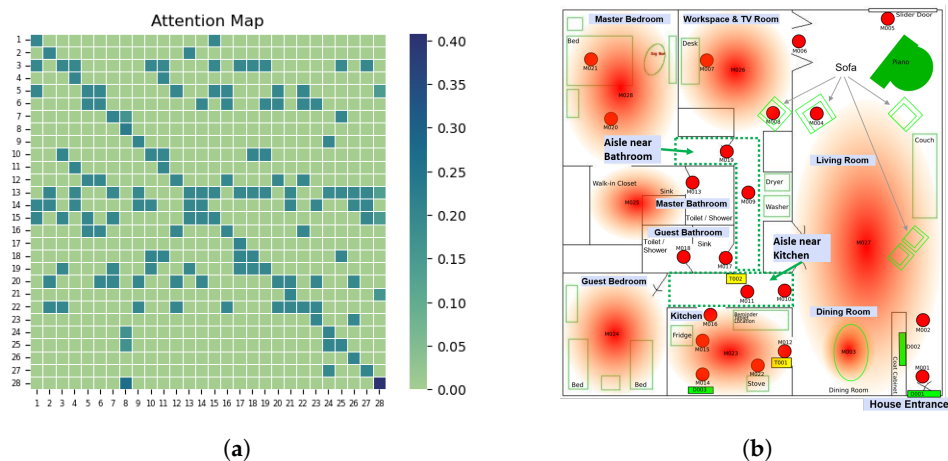 Attention Map
1
2
3
4
5
6
7
8
9
10
11
12
13
14
15
16
17
18
19
20
21
22
23
24
25
26
27
28
1 2 3 4 5 6 7 8 9 10 11 12 13 14 15 16 17 18 19 20 21 22 23 24 25 26 27 28
0.40
0.35
0.30
0.25
0.20
0.15
0.10
0.05
0.00
(a)
Master Bedroom
Workspace & TV Room
Slider Door
M005
Bed
Desk
M006
M021
M007
M026
Piano
Sofa
M028
M020
M008
M004
Aisle near
Bathroom
M019
Living Room
Couch
Walk-in Closet
M013
Sink
Dryer
M009
M025
Master Bathroom
Washer
Toilet / Shower
Guest Bathroom
Toilet /
Shower
Sink
M018
M017
M027
Aisle near
Kitchen
Guest Bedroom
T002
M011
M010
Kitchen
M016
Reminder
Location
Dining Room
M024
Fridge
M015
M012
M002
D002
M023
M003
T001
M022
Coat Cabinet
M014
Stove
M001
Bed
Bed
D003
Dining Room
D001
House Entrance
(b)